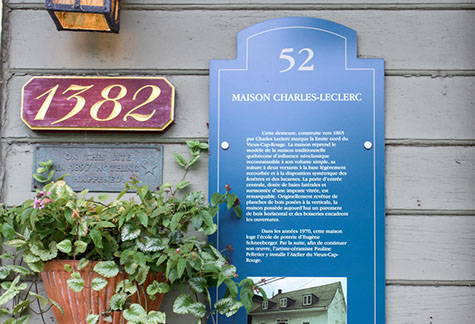 52
MAISON CHARLES-LECLERC
1382
ON THIS SITE
Cette demeure, construite vers 1865
par Charles Leclerc marque la limite nord du
Vieux-Cap-Rouge. La maison reprend le
modèle de la maison traditionnelle
québécoise d'influence néoclassique
reconnaissable à son volume simple, sa
toiture à deux versants à la base légèrement
retroussée et à la disposition symétrique des
fenêtres et des lucarnes. La porte d'entrée
centrale, dotée de baies latérales et
surmontée d'une imposte vitrée, est
remarquable. Originellement revêtue de
planches de bois posées à la verticale, la
maison possède aujourd'hui un parement
de bois horizontal et des boiseries encadrent
les ouvertures.
Dans les années 1970, cette maison
loge l'école de poterie d'Eugène
Schneeberger. Par la suite, afin de continuer
son œuvre, l'artiste-céramiste Pauline
Pelletier y installe l'Atelier du Vieux-Cap-
Rouge.
52